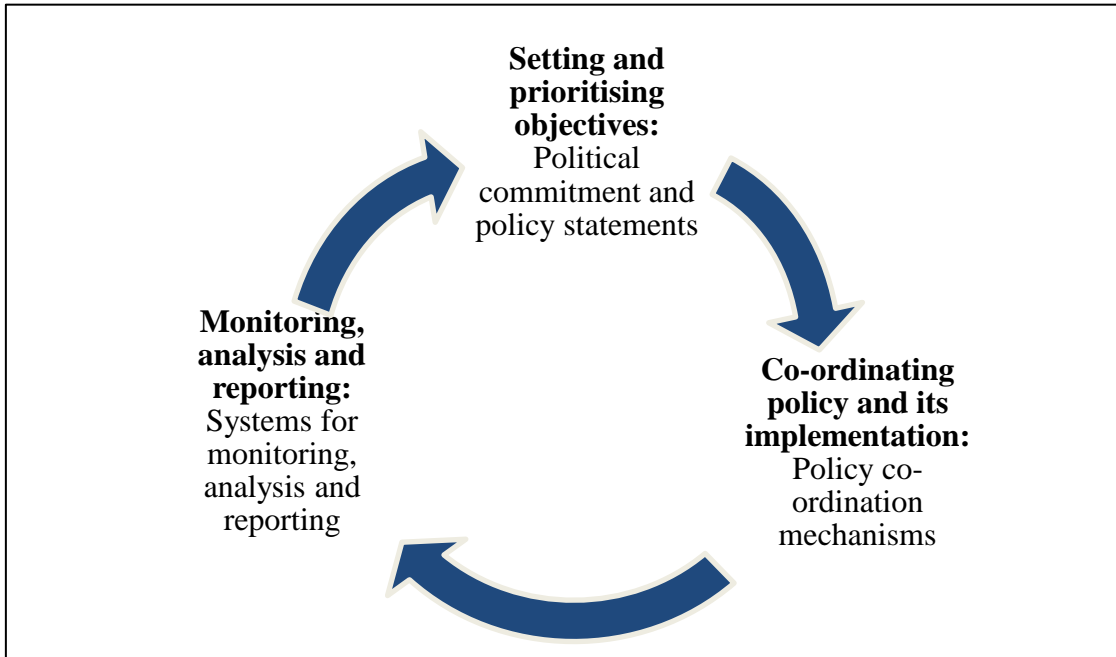 Setting and
prioritising
objectives:
Political
commitment and
policy statements
Co-ordinating
policy and its
implementation:
Policy co-
ordination
mechanisms
Monitoring,
analysis and
reporting:
Systems for
monitoring,
analysis and
reporting